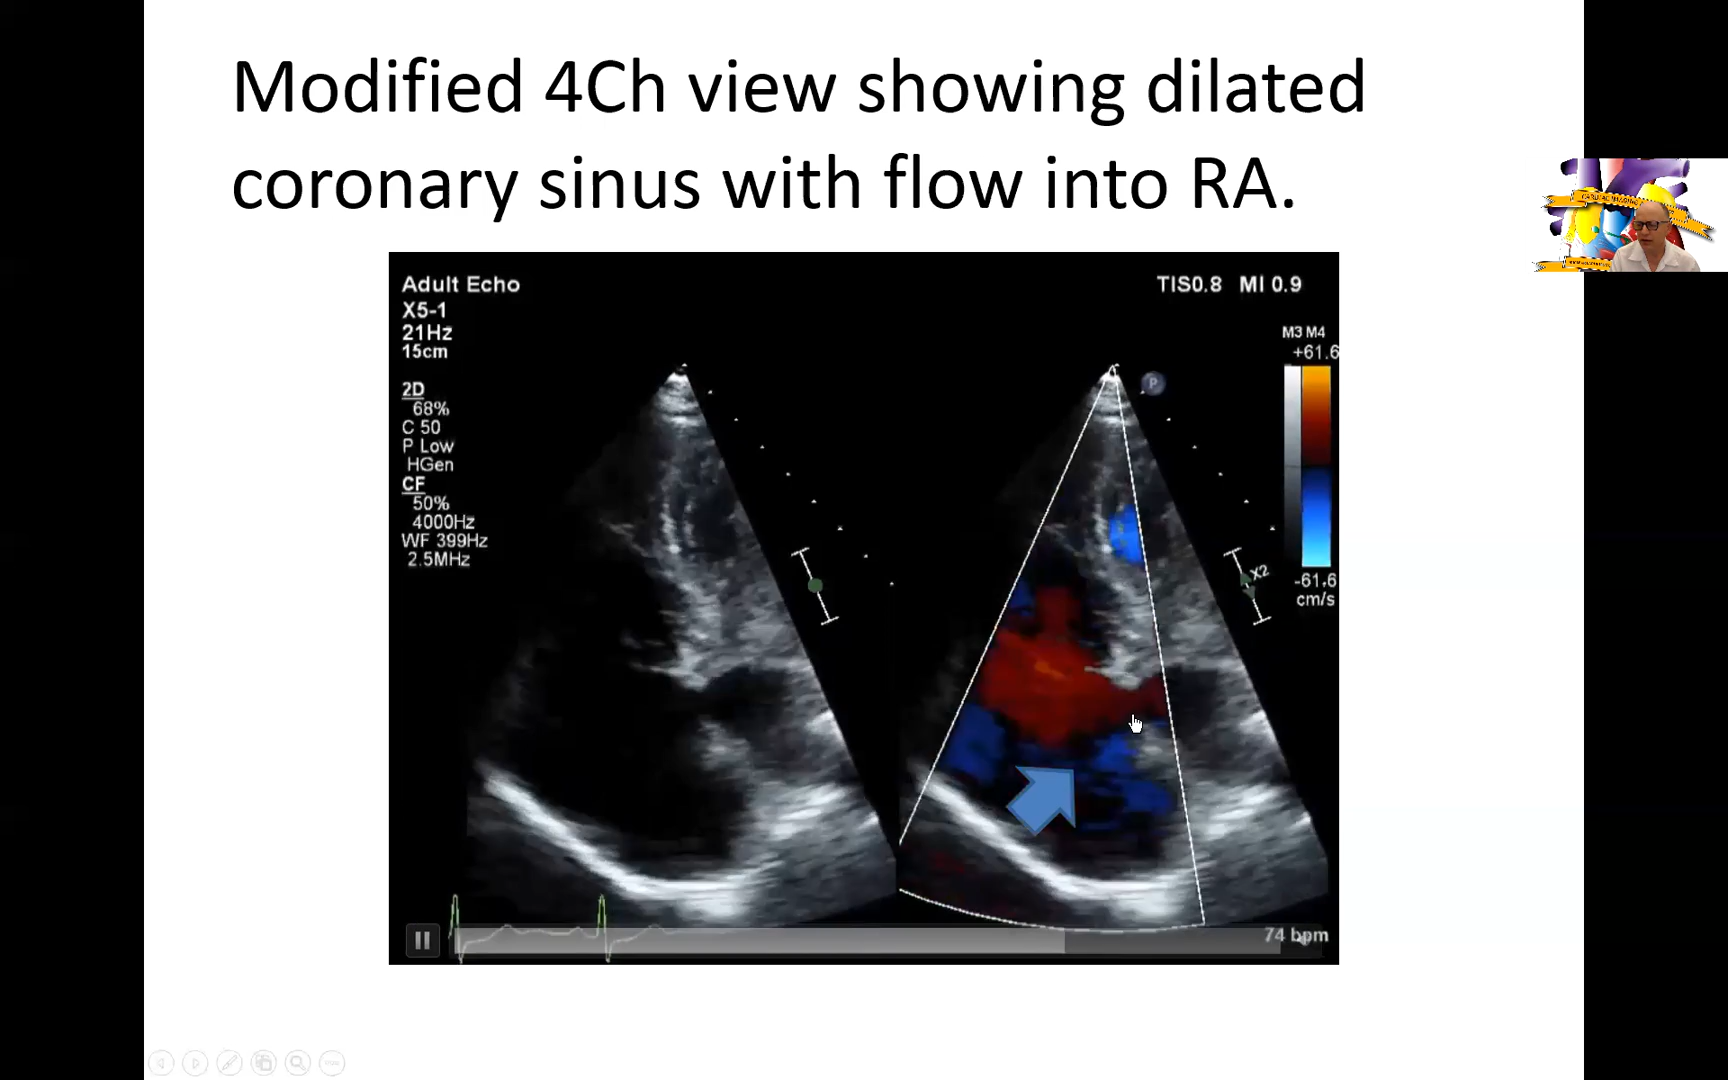 Modified 4Ch view showing dilated
coronary sinus with flow into RA.
Adult Echo
TIS0.8 MI 0.9
X5-1
21Hz
15cm
M3 M4
+61.6
P
2D
68%
C 50
P Low
HGen
CF
50%
4000Hz
WF 399Hz
2.5MHz
X2
-61.6
cm/s
74 bpm